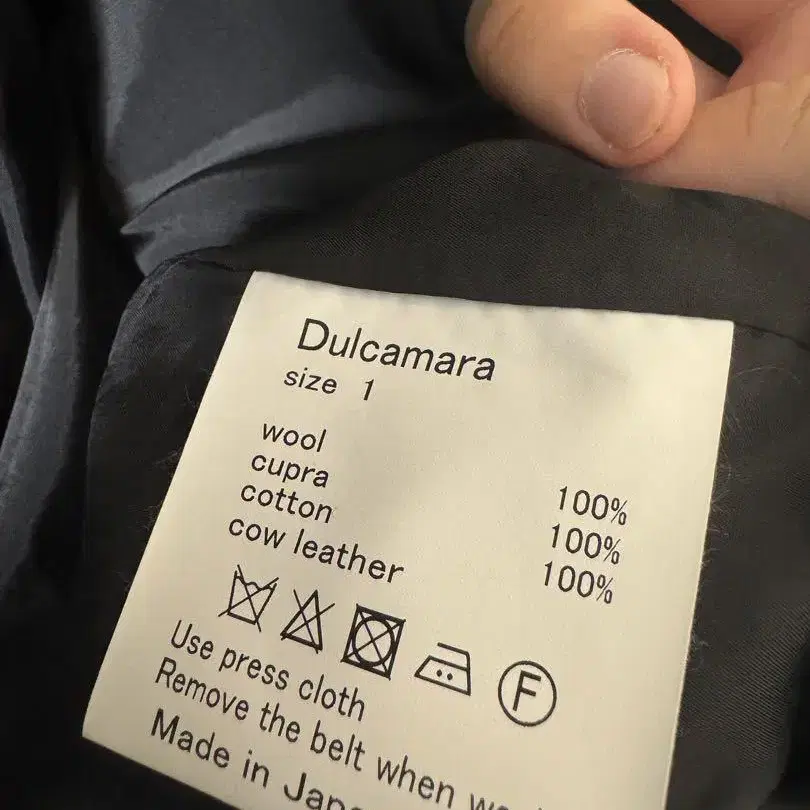 Dulcamara
size 1
wool 100%
cupra 100%
cotton 100%
cow leather
F
Use press cloth
Remove the belt when
Made in